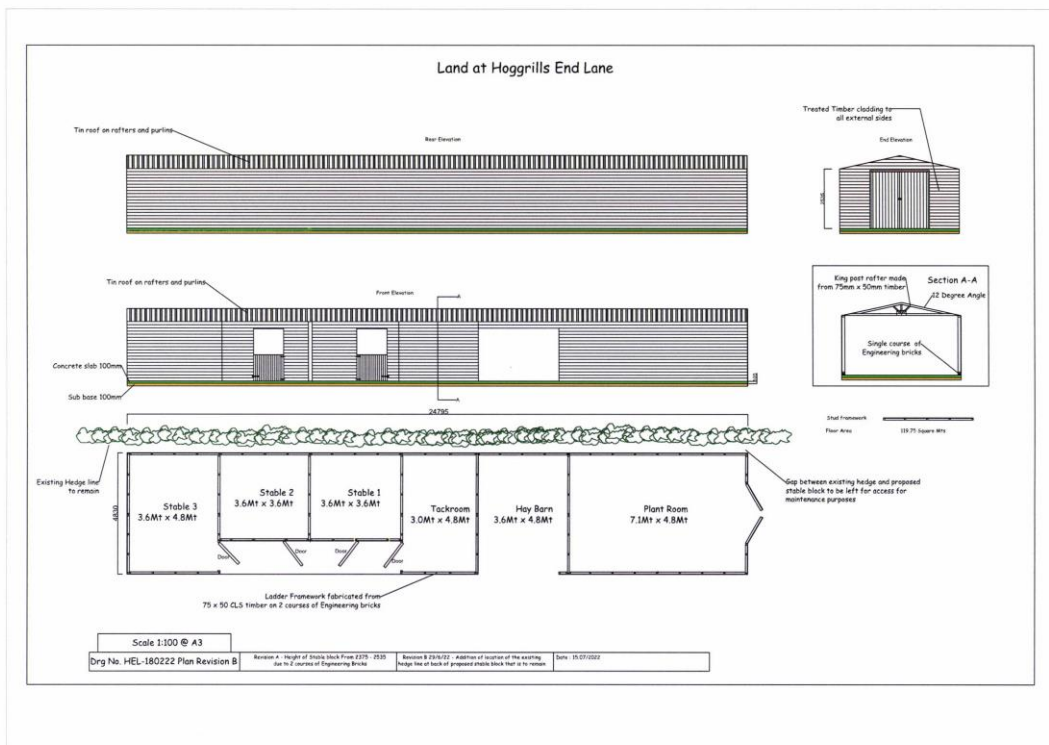 Land at Hoggrills End Lane
Tin roof on rafters and purlins
Rear Elevation
Treated Timber cladding to
all external sides
End Elevation
2535
Tin roof on rafters and purlins
Front Elevation
A
A
Concrete slab 100mm
Sub base 100mm
King post rafter made
from 75mm x 50mm timber
Section A-A
12 Degree Angle
Single course of
Engineering bricks
24795
Stud framework
Floor Area 119.75 Square Mts
Existing Hedge line
to remain
Gap between existing hedge and proposed
stable block to be left for access for
maintenance purposes
4830
Stable 3
3.6Mt x 4.8Mt
Stable 2
3.6Mt x 3.6Mt
Stable 1
3.6Mt x 3.6Mt
Tackroom
3.0Mt x 4.8Mt
Hay Barn
3.6Mt x 4.8Mt
Plant Room
7.1Mt x 4.8Mt
Door
Door
Door
Door
Ladder Framework fabricated from
75 x 50 CLS timber on 2 courses of Engineering bricks
Scale 1:100 @ A3
Drg No. HEL-180222 Plan Revision B
Revision A - Height of Stable block From 2375 - 2535
due to 2 courses of Engineering Bricks
Revision B 29/6/22 - Addition of location of the existing
hedge line at back of proposed stable block that is to remain
Date : 15/07/2022